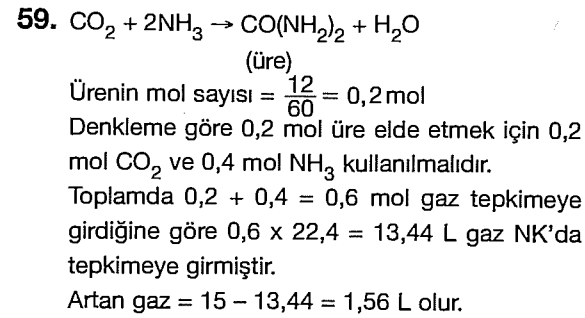 59. CO₂ + 2NH₃ → CO(NH₂)₂ + H₂O
(üre)
Ürenin mol sayısı = 12/60 = 0,2 mol
Denkleme göre 0,2 mol üre elde etmek için 0,2
mol CO₂ ve 0,4 mol NH₃ kullanılmalıdır.
Toplamda 0,2 + 0,4 = 0,6 mol gaz tepkimeye
girdiğine göre 0,6 x 22,4 = 13,44 L gaz NK'da
tepkimeye girmiştir.
Artan gaz = 15 – 13,44 = 1,56 L olur.